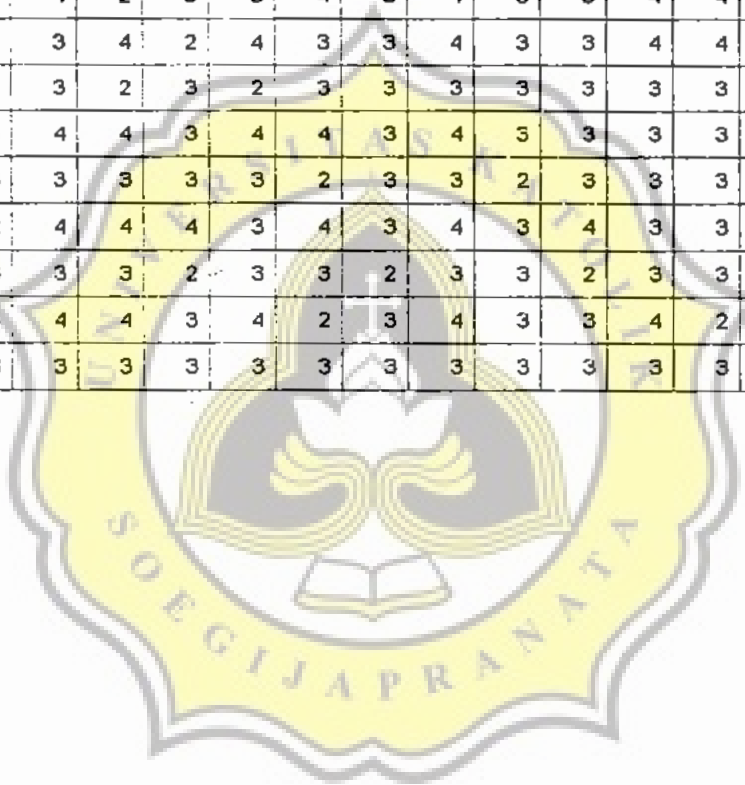 3 4 2 4 3 3 4 3 3 4 4
3 2 3 2 3 3 3 3 3 3 3
4 4 3 4 4 3 4 3 3 3 3
3 3 3 3 2 3 3 2 3 3 3
4 4 4 3 4 3 4 3 4 3 3
3 3 2 3 3 2 3 3 2 3 3
4 4 3 4 2 3 4 3 3 4 2
3 3 3 3 3 3 3 3 3 3 3
UNIVERSITAS KATOLIK
SOEGIJAPRANATA